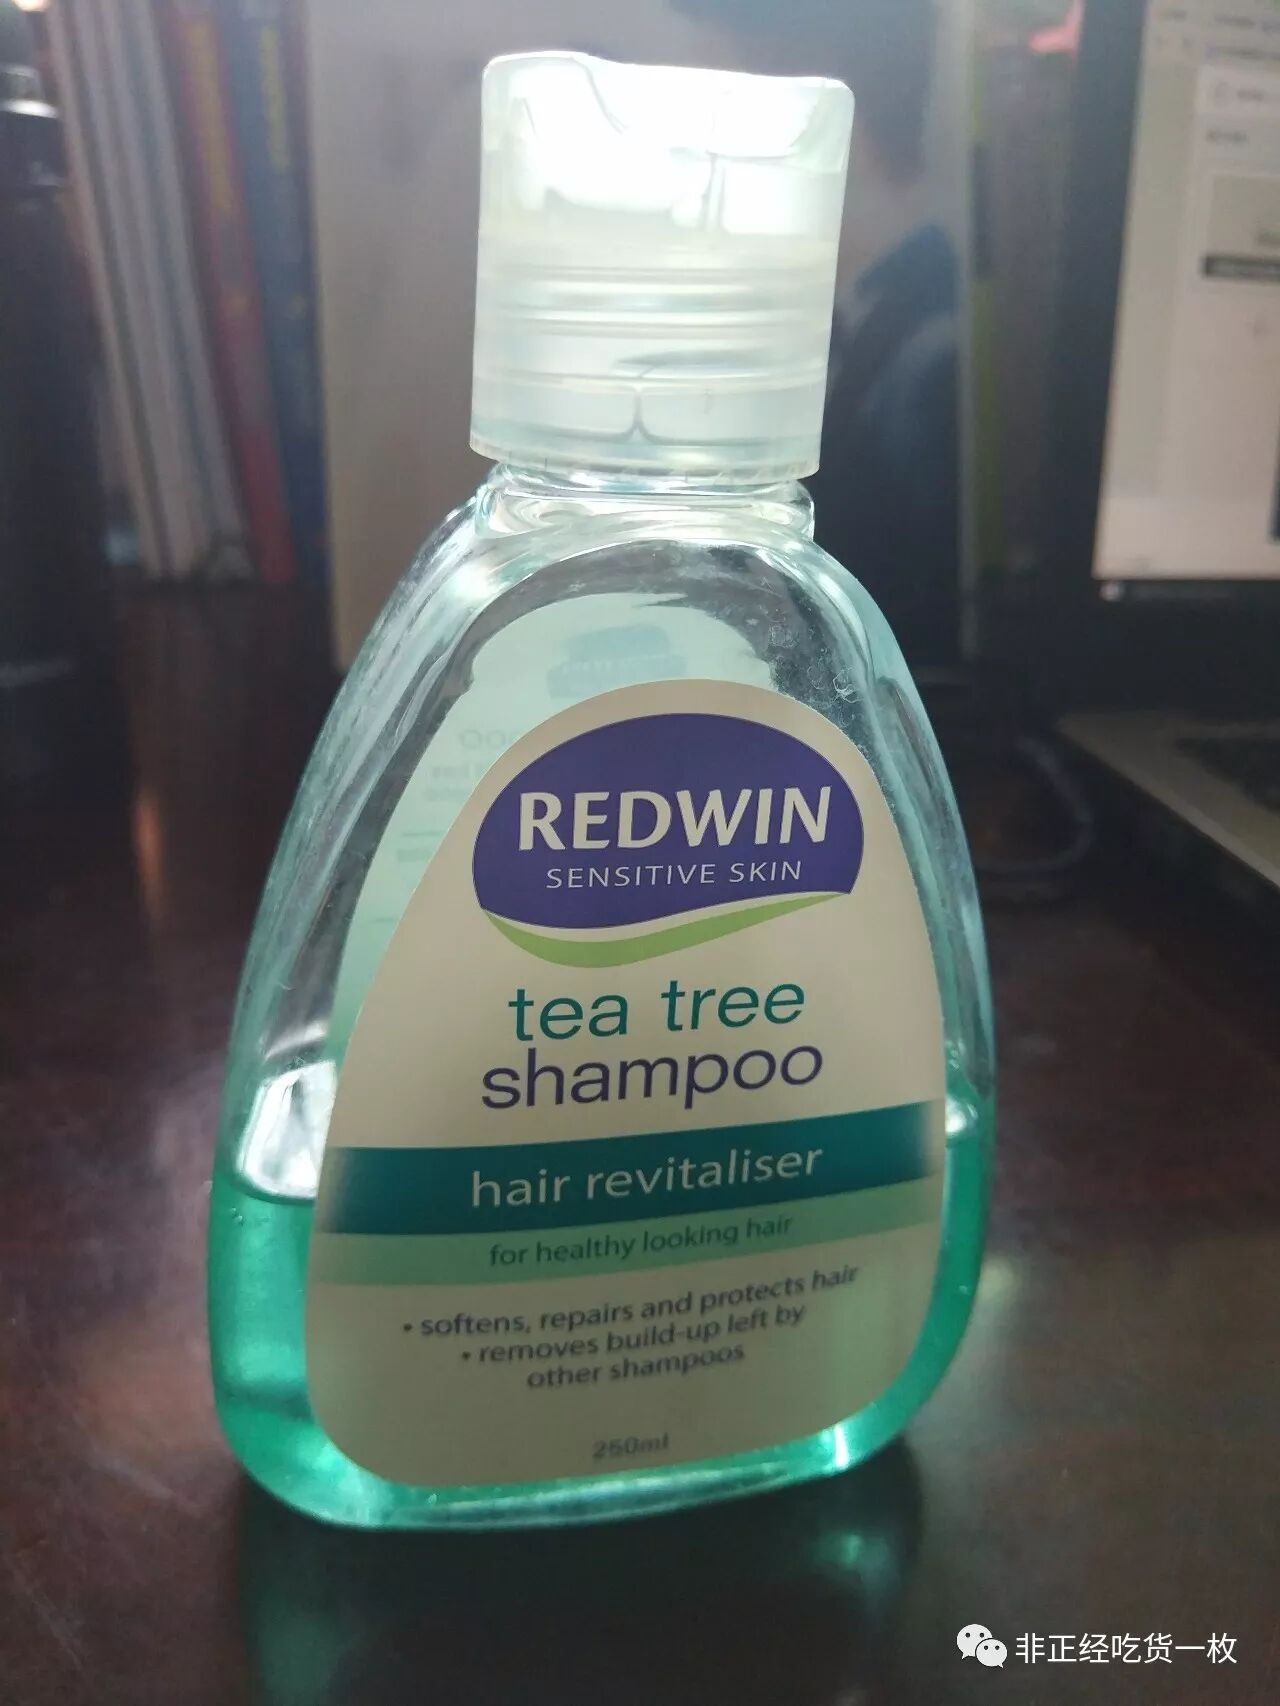 REDWIN
SENSITIVE SKIN
tea tree
shampoo
hair revitaliser
for healthy looking hair
• softens, repairs and protects hair
• removes build-up left by
other shampoos
250ml
非正经吃货一枚